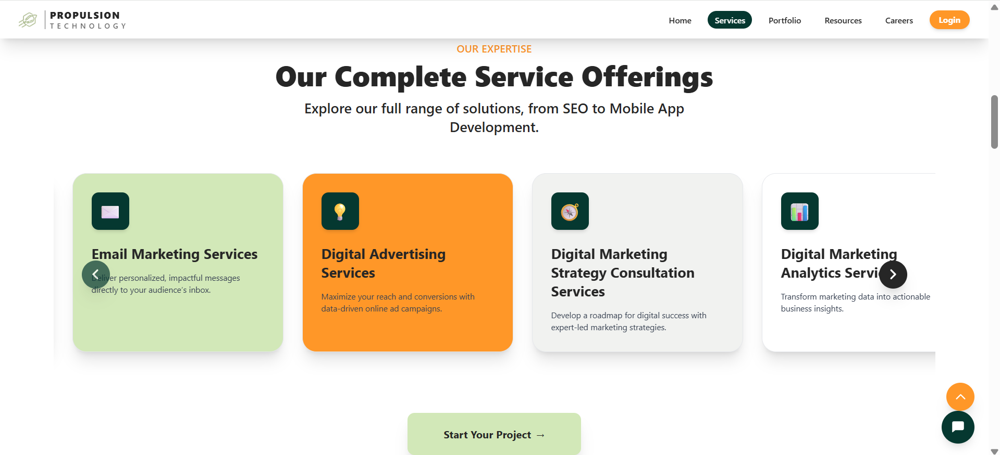 PROPULSION
TECHNOLOGY
Home
Services
Portfolio
Resources
Careers
Login
OUR EXPERTISE
Our Complete Service Offerings
Explore our full range of solutions, from SEO to Mobile App
Development.
Email Marketing Services
Deliver personalized, impactful messages
directly to your audience's inbox.
Digital Advertising
Services
Maximize your reach and conversions with
data-driven online ad campaigns.
Digital Marketing
Strategy Consultation
Services
Develop a roadmap for digital success with
expert-led marketing strategies.
Digital Marketing
Analytics
Transform marketing data into actionable
business insights.
Start Your Project →